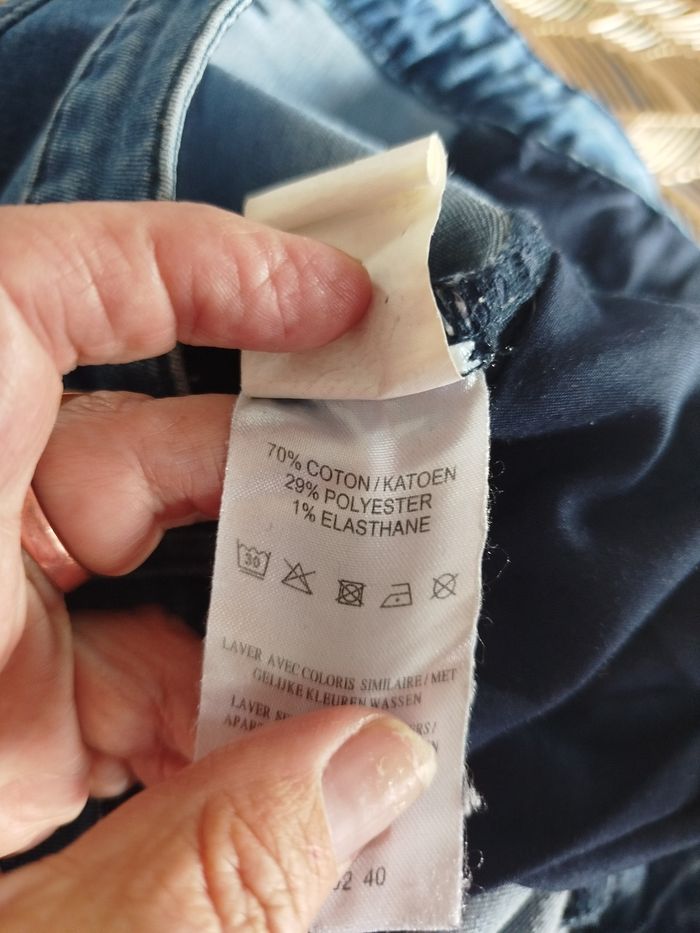 70% COTON/KATOEN
29% POLYESTER
1% ELASTHANE
30
LAVER AVEC COLORIS SIMILAIRE/MET
GELIJKE KLEUREN WASSEN
LAVER
40